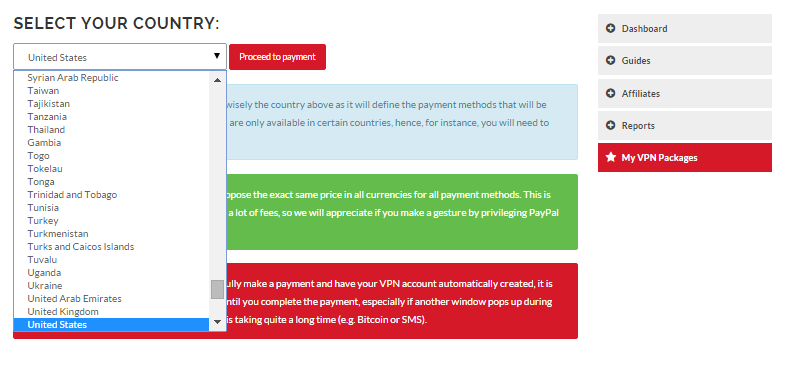 SELECT YOUR COUNTRY:
United States
Proceed to payment
Syrian Arab Republic
Taiwan
Tajikistan
Tanzania
Thailand
Gambia
Togo
Tokelau
Tonga
Trinidad and Tobago
Tunisia
Turkey
Turkmenistan
Turks and Caicos Islands
Tuvalu
Uganda
Ukraine
United Arab Emirates
United Kingdom
United States
wisely the country above as it will define the payment methods that will be
are only available in certain countries, hence, for instance, you will need to
the exact same price in all currencies for all payment methods. This is
a lot of fees, so we will appreciate if you make a gesture by privileging PayPal
make a payment and have your VPN account automatically created, it is
until you complete the payment, especially if another window pops up during
is taking quite a long time (e.g. Bitcoin or SMS).
Dashboard
Guides
Affiliates
Reports
My VPN Packages